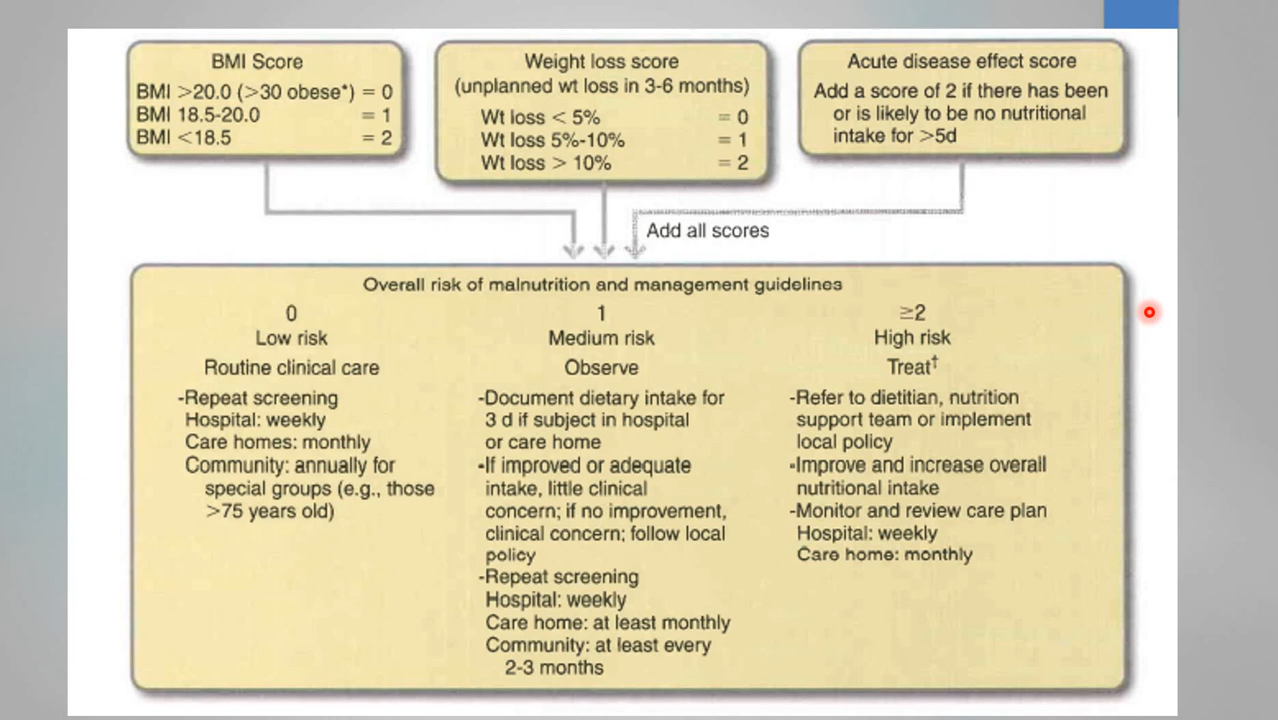 BMI Score
BMI >20.0 (>30 obese*) = 0
BMI 18.5-20.0 = 1
BMI <18.5 = 2
Weight loss score
(unplanned wt loss in 3-6 months)
Wt loss < 5% = 0
Wt loss 5%-10% = 1
Wt loss > 10% = 2
Acute disease effect score
Add a score of 2 if there has been
or is likely to be no nutritional
intake for >5d
Add all scores
Overall risk of malnutrition and management guidelines
0
Low risk
Routine clinical care
-Repeat screening
Hospital: weekly
Care homes: monthly
Community: annually for
special groups (e.g., those
>75 years old)
1
Medium risk
Observe
-Document dietary intake for
3 d if subject in hospital
or care home
-If improved or adequate
intake, little clinical
concern; if no improvement,
clinical concern; follow local
policy
-Repeat screening
Hospital: weekly
Care home: at least monthly
Community: at least every
2-3 months
≥2
High risk
Treat†
-Refer to dietitian, nutrition
support team or implement
local policy
-Improve and increase overall
nutritional intake
-Monitor and review care plan
Hospital: weekly
Care home: monthly